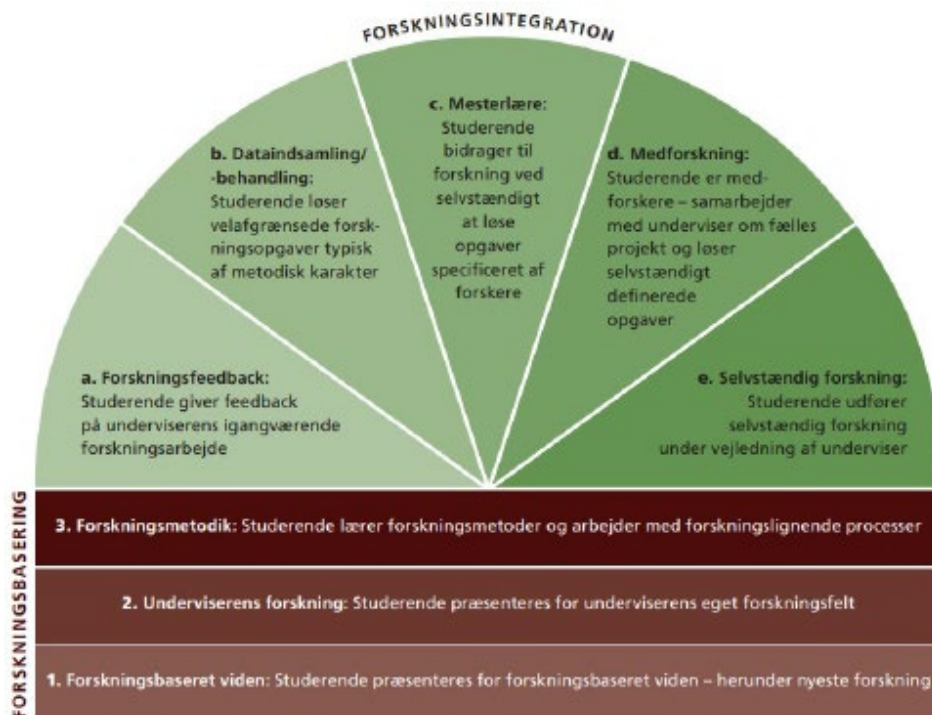 FORSKNINGSINTEGRATION
a. Forskningsfeedback:
Studerende giver feedback
på underviserens igangværende
forskningsarbejde
b. Dataindsamling/
-behandling:
Studerende løser
velafgrænsede forsk-
ningsopgaver typisk
af metodisk karakter
c. Mesterlære:
Studerende
bidrager til
forskning ved
selvstændigt
at løse
opgaver
specificeret af
forskere
d. Medforskning:
Studerende er med-
forskere – samarbejder
med underviser om fælles
projekt og løser
selvstændigt
definerede
opgaver
e. Selvstændig forskning:
Studerende udfører
selvstændig forskning
under vejledning af underviser
FORSKNINGSBASERING
3. Forskningsmetodik: Studerende lærer forskningsmetoder og arbejder med forskningslignende processer
2. Underviserens forskning: Studerende præsenteres for underviserens eget forskningsfelt
1. Forskningsbaseret viden: Studerende præsenteres for forskningsbaseret viden – herunder nyeste forskning